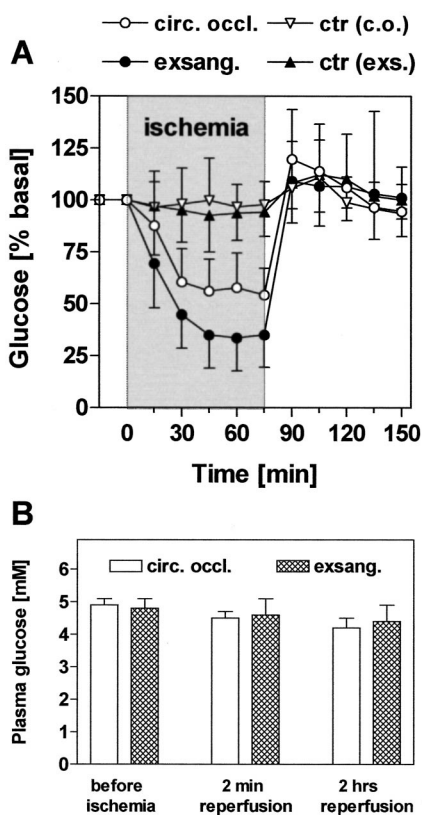 circ. occl. ctr (c.o.)
A exsang. ctr (exs.)
150
ischemia
125
100
75
50
25
0
Glucose [% basal]
0 30 60 90 120 150
Time [min]
B
circ. occl. exsang.
6
5
4
3
2
1
0
Plasma glucose [mM]
before 2 min 2 hrs
ischemia reperfusion reperfusion